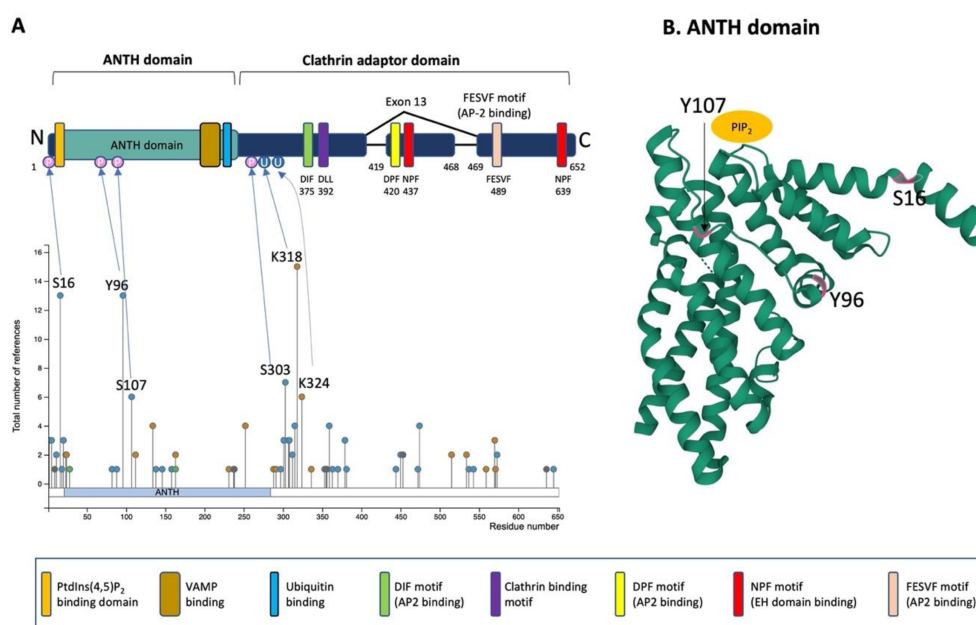 A
B. ANTH domain
ANTH domain
Clathrin adaptor domain
Exon 13
FESVF motif
(AP-2 binding)
N
ANTH domain
C
1
P
P
P
P
U
U
DIF
375
DLL
392
419
DPF
420
NPF
437
468
469
FESVF
489
NPF
639
652
Y107
PIP2
S16
Y96
S16
Y96
S107
S303
K318
K324
Total number of references
16
14
12
10
8
6
4
2
0
ANTH
50
100
150
200
250
300
350
400
450
500
550
600
650
Residue number
PtdIns(4,5)P2
binding domain
VAMP
binding
Ubiquitin
binding
DIF motif
(AP2 binding)
Clathrin binding
motif
DPF motif
(AP2 binding)
NPF motif
(EH domain binding)
FESVF motif
(AP2 binding)